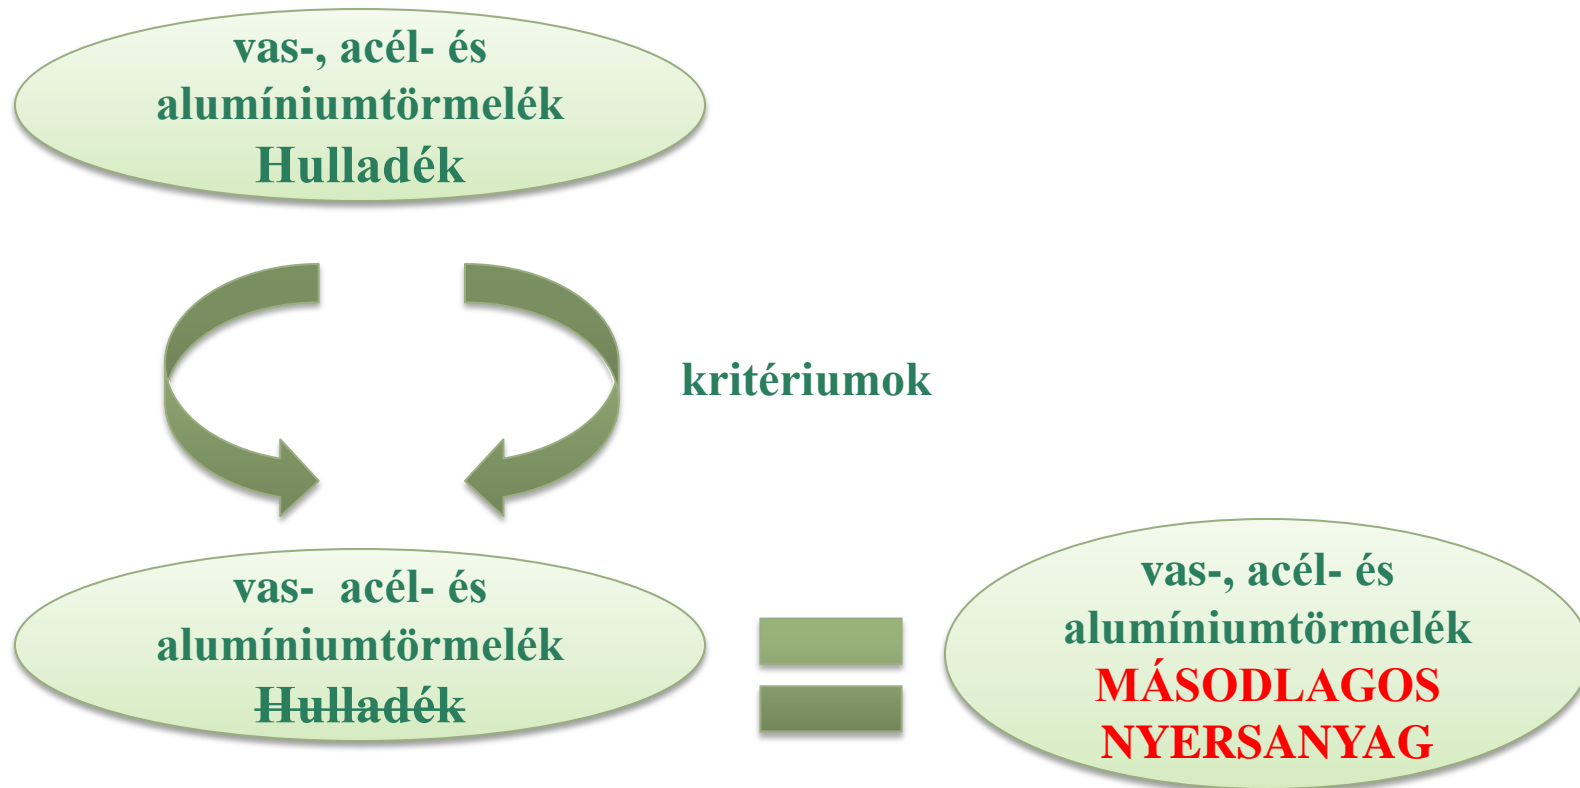 vas-, acél- és
alumíniumtörmelék
Hulladék
kritériumok
vas-  acél- és
alumíniumtörmelék
Hulladék
vas-, acél- és
alumíniumtörmelék
MÁSODLAGOS
NYERSANYAG